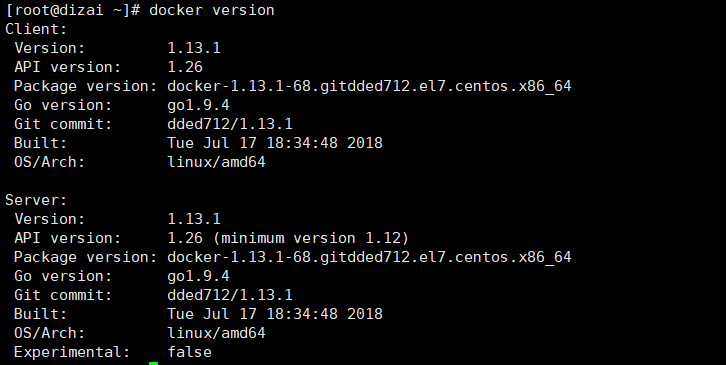 [root@dizai ~]# docker version
Client:
 Version:         1.13.1
 API version:     1.26
 Package version: docker-1.13.1-68.gitdded712.el7.centos.x86_64
 Go version:      go1.9.4
 Git commit:      dded712/1.13.1
 Built:           Tue Jul 17 18:34:48 2018
 OS/Arch:         linux/amd64

Server:
 Version:         1.13.1
 API version:     1.26 (minimum version 1.12)
 Package version: docker-1.13.1-68.gitdded712.el7.centos.x86_64
 Go version:      go1.9.4
 Git commit:      dded712/1.13.1
 Built:           Tue Jul 17 18:34:48 2018
 OS/Arch:         linux/amd64
 Experimental:    false